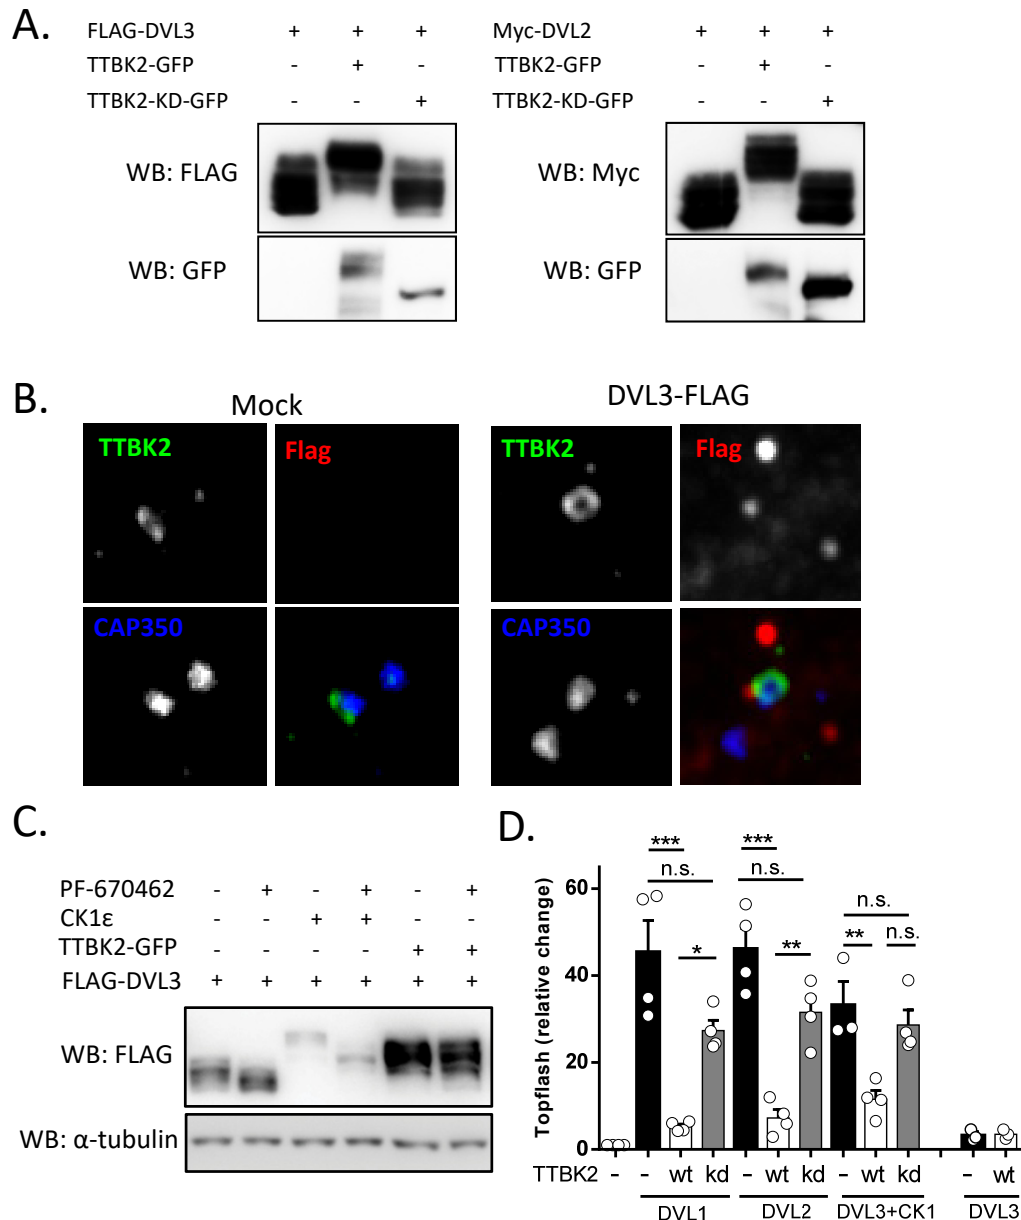 A.
FLAG-DVL3 + + +
TTBK2-GFP - + -
TTBK2-KD-GFP - - +
WB: FLAG
WB: GFP
Myc-DVL2 + + +
TTBK2-GFP - + -
TTBK2-KD-GFP - - +
WB: Myc
WB: GFP
B.
Mock
TTBK2
Flag
CAP350
DVL3-FLAG
TTBK2
Flag
CAP350
C.
PF-670462 - + - + - +
CK1ε - - + + - -
TTBK2-GFP - - - - + +
FLAG-DVL3 + + + + + +
WB: FLAG
WB: α-tubulin
D.
Topflash (relative change)
60
40
20
0
*** *** n.s.
n.s. n.s. ** n.s.
* **
TTBK2 - - wt kd - wt kd - wt kd - wt
DVL1 DVL2 DVL3+CK1 DVL3